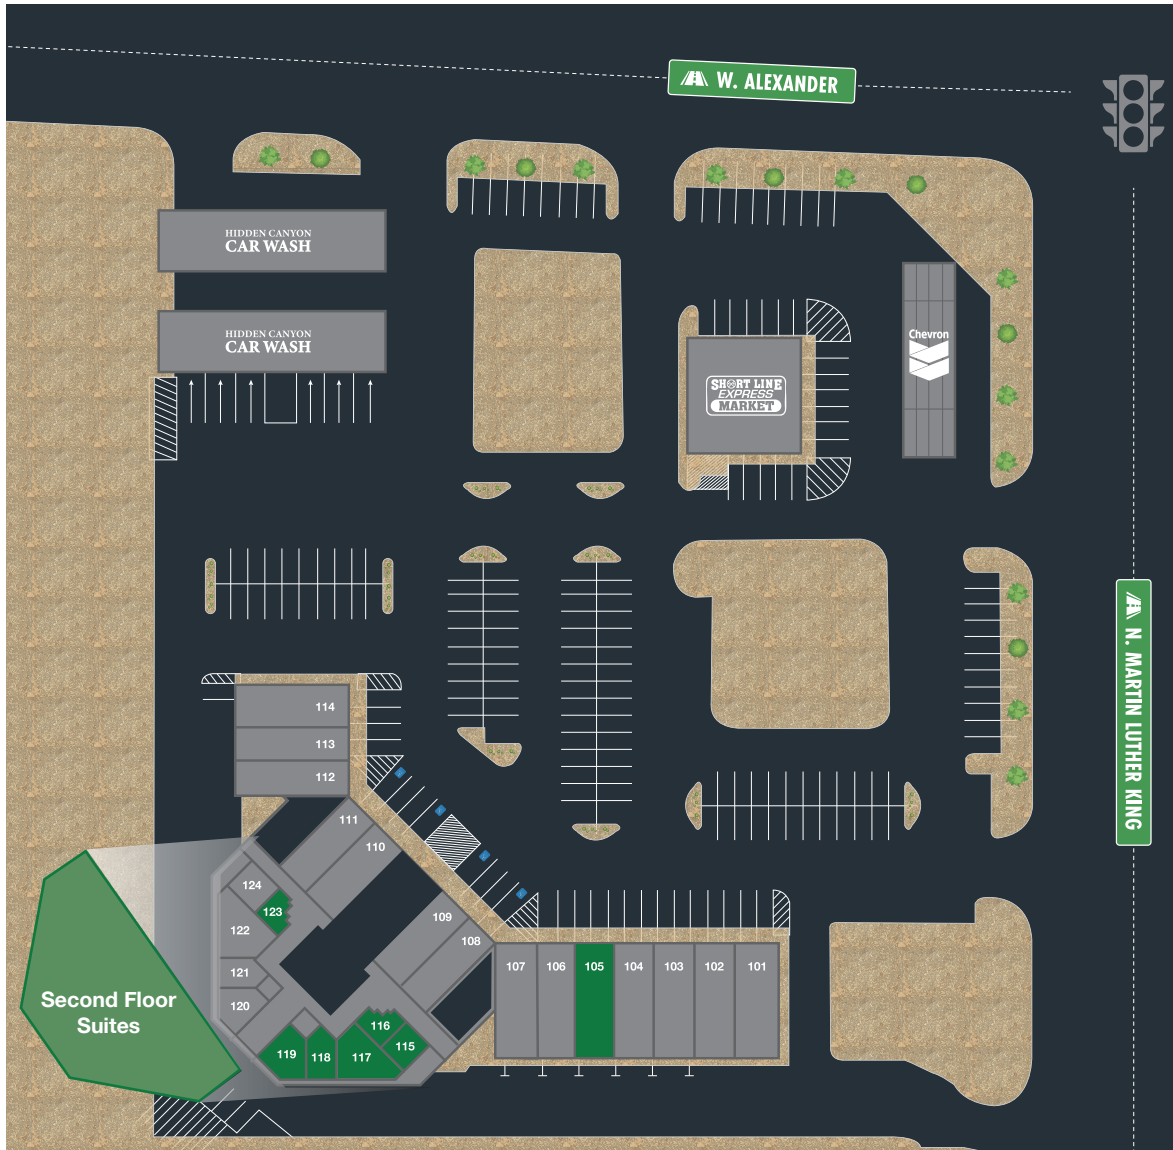 W. ALEXANDER
HIDDEN CANYON
CAR WASH
HIDDEN CANYON
CAR WASH
Chevron
SHORT LINE
EXPRESS
MARKET
N. MARTIN LUTHER KING
114
113
112
111
110
109
108
107
106
105
104
103
102
101
124
123
122
121
120
119
118
117
116
115
Second Floor
Suites